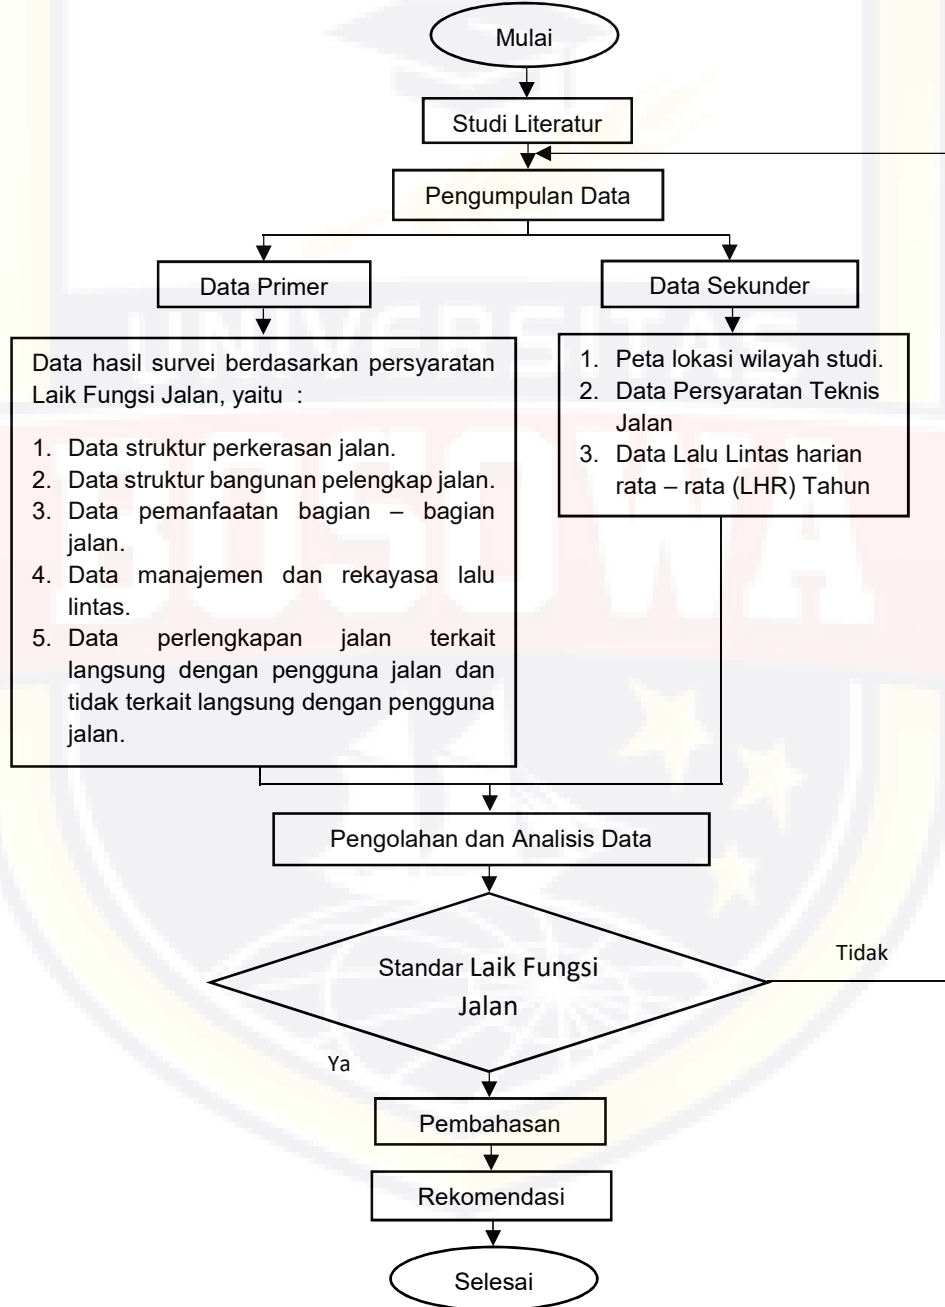 Mulai
Studi Literatur
Pengumpulan Data
Data Primer
Data Sekunder
Data hasil survei berdasarkan persyaratan
Laik Fungsi Jalan, yaitu :
1. Data struktur perkerasan jalan.
2. Data struktur bangunan pelengkap jalan.
3. Data pemanfaatan bagian – bagian
jalan.
4. Data manajemen dan rekayasa lalu
lintas.
5. Data perlengkapan jalan terkait
langsung dengan pengguna jalan dan
tidak terkait langsung dengan pengguna
jalan.
1. Peta lokasi wilayah studi.
2. Data Persyaratan Teknis
Jalan
3. Data Lalu Lintas harian
rata – rata (LHR) Tahun
Pengolahan dan Analisis Data
Standar Laik Fungsi
Jalan
Tidak
Ya
Pembahasan
Rekomendasi
Selesai
UNIVERSITAS
BOSOWA